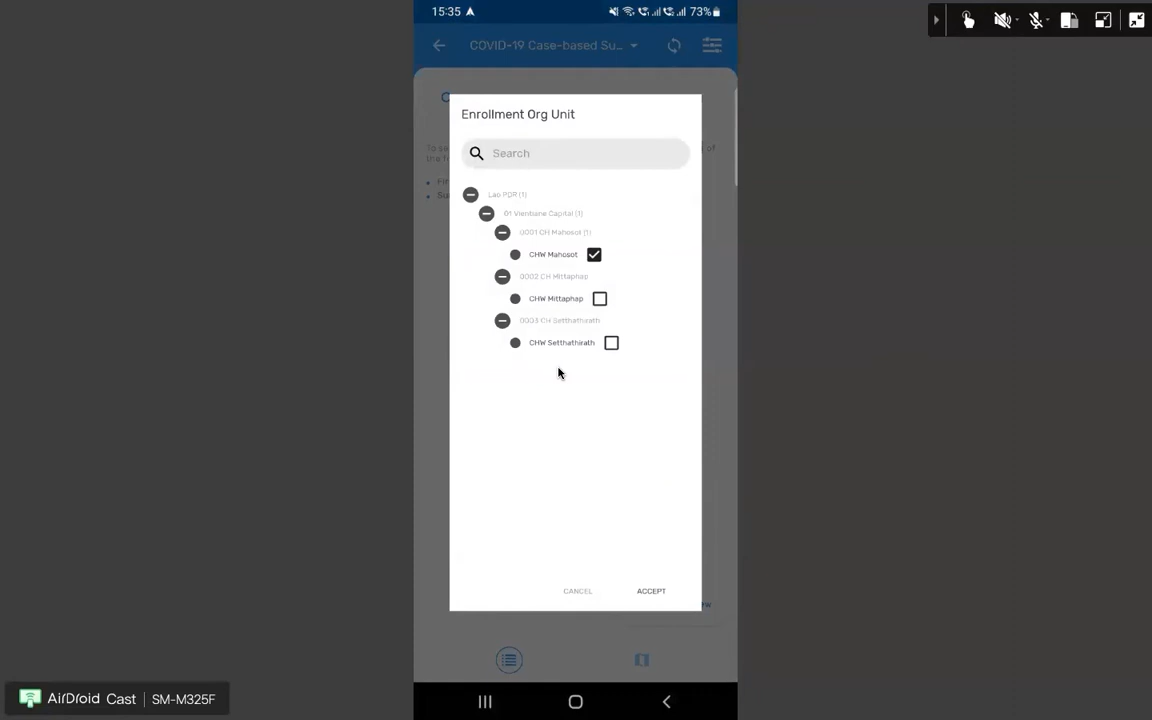 15:35
73%
COVID-19 Case-based Su...
Enrollment Org Unit
Search
Lao PDR (1)
01 Vientiane Capital (1)
0001 CH Mahosot (1)
CHW Mahosot
0002 CH Mittaphap
CHW Mittaphap
0003 CH Setthathirath
CHW Setthathirath
CANCEL
ACCEPT
AirDroid Cast | SM-M325F